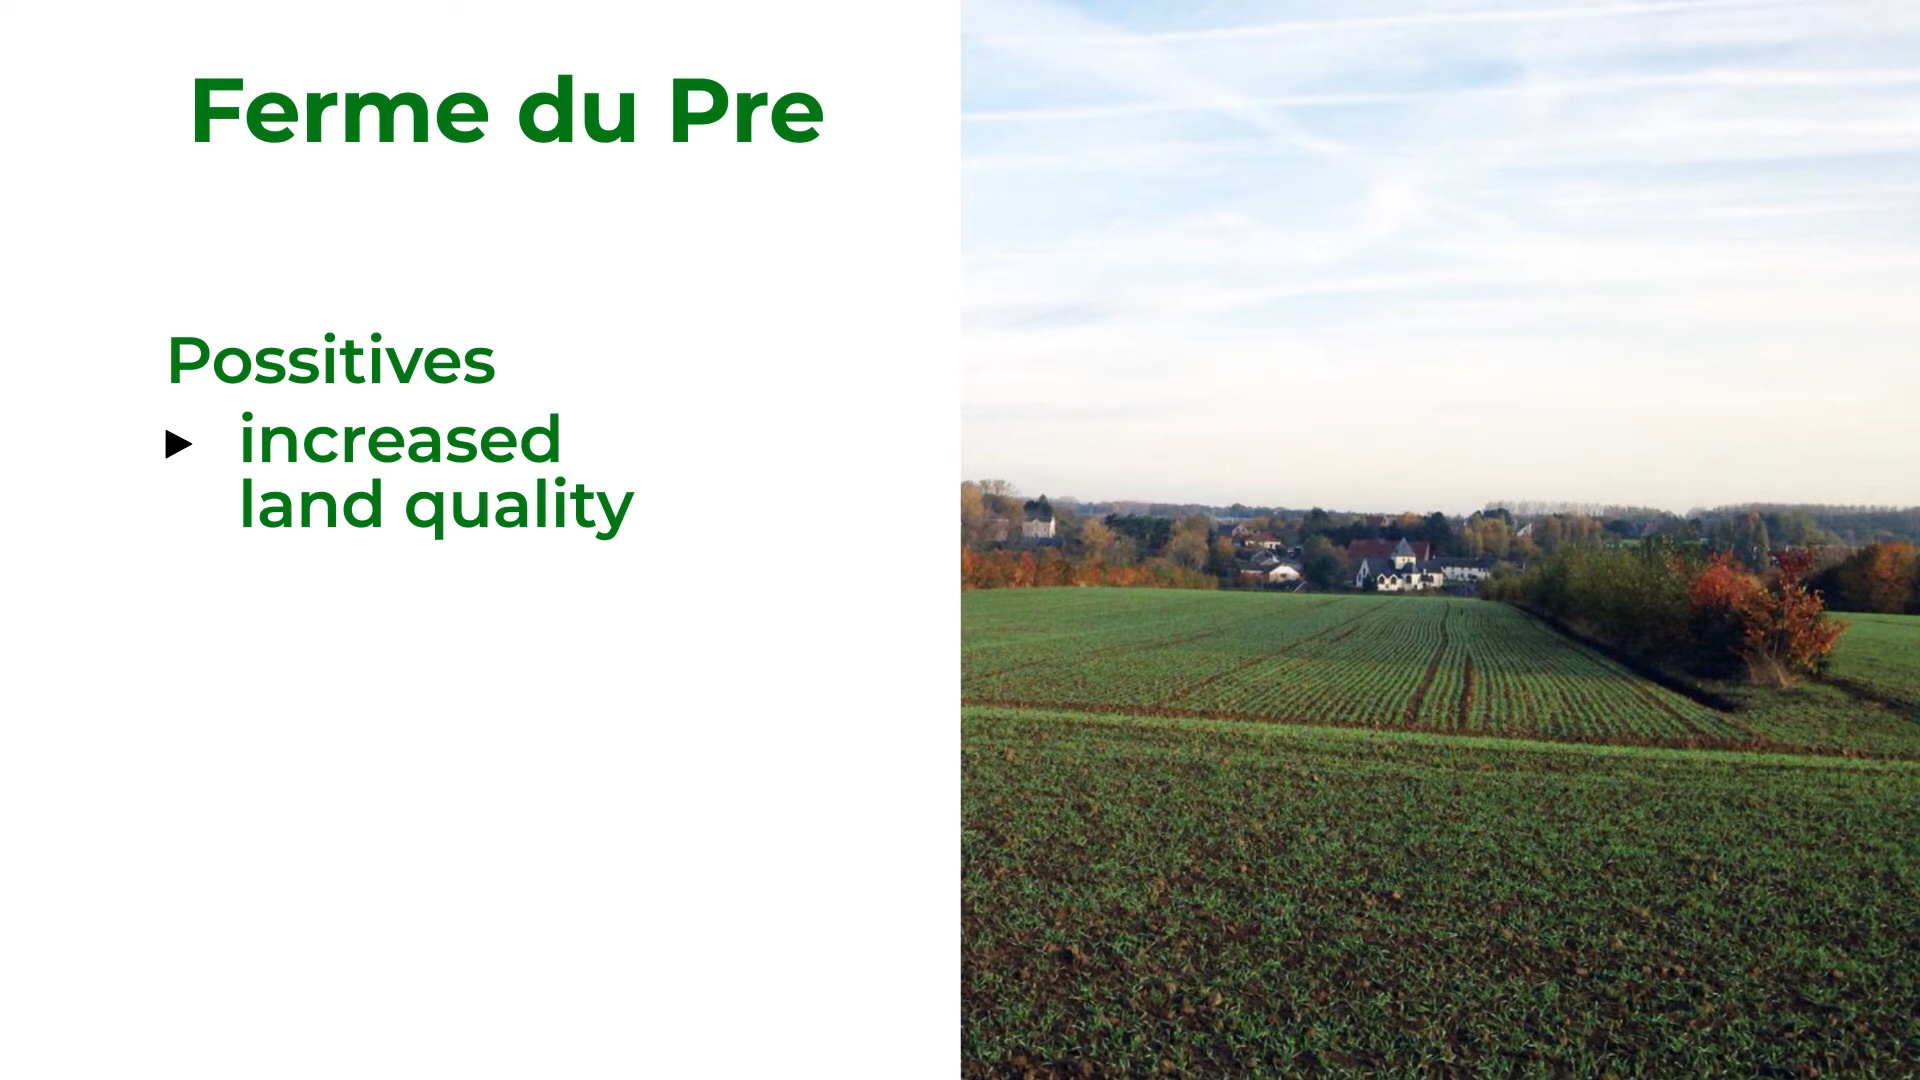 Ferme du Pre
Possitives
► increased
land quality